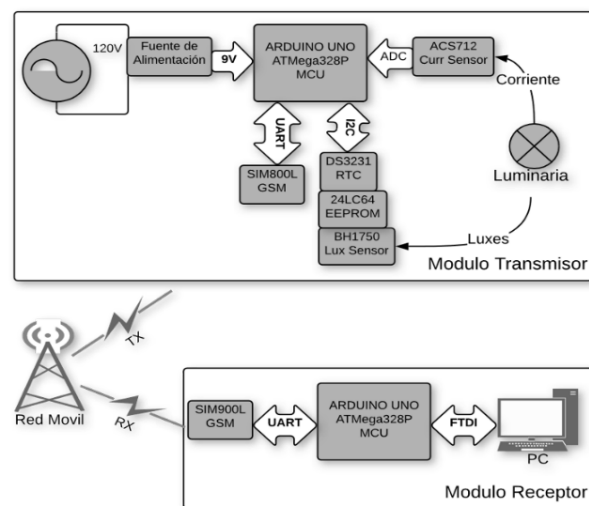 120V
Fuente de
Alimentación
9V
ARDUINO UNO
ATMega328P
MCU
ADC
ACS712
Curr Sensor
Corriente
UART
I2C
SIM800L
GSM
DS3231
RTC
24LC64
EEPROM
BH1750
Lux Sensor
Luminaria
Luxes
Modulo Transmisor
TX
Red Movil
RX
SIM900L
GSM
UART
ARDUINO UNO
ATMega328P
MCU
FTDI
PC
Modulo Receptor